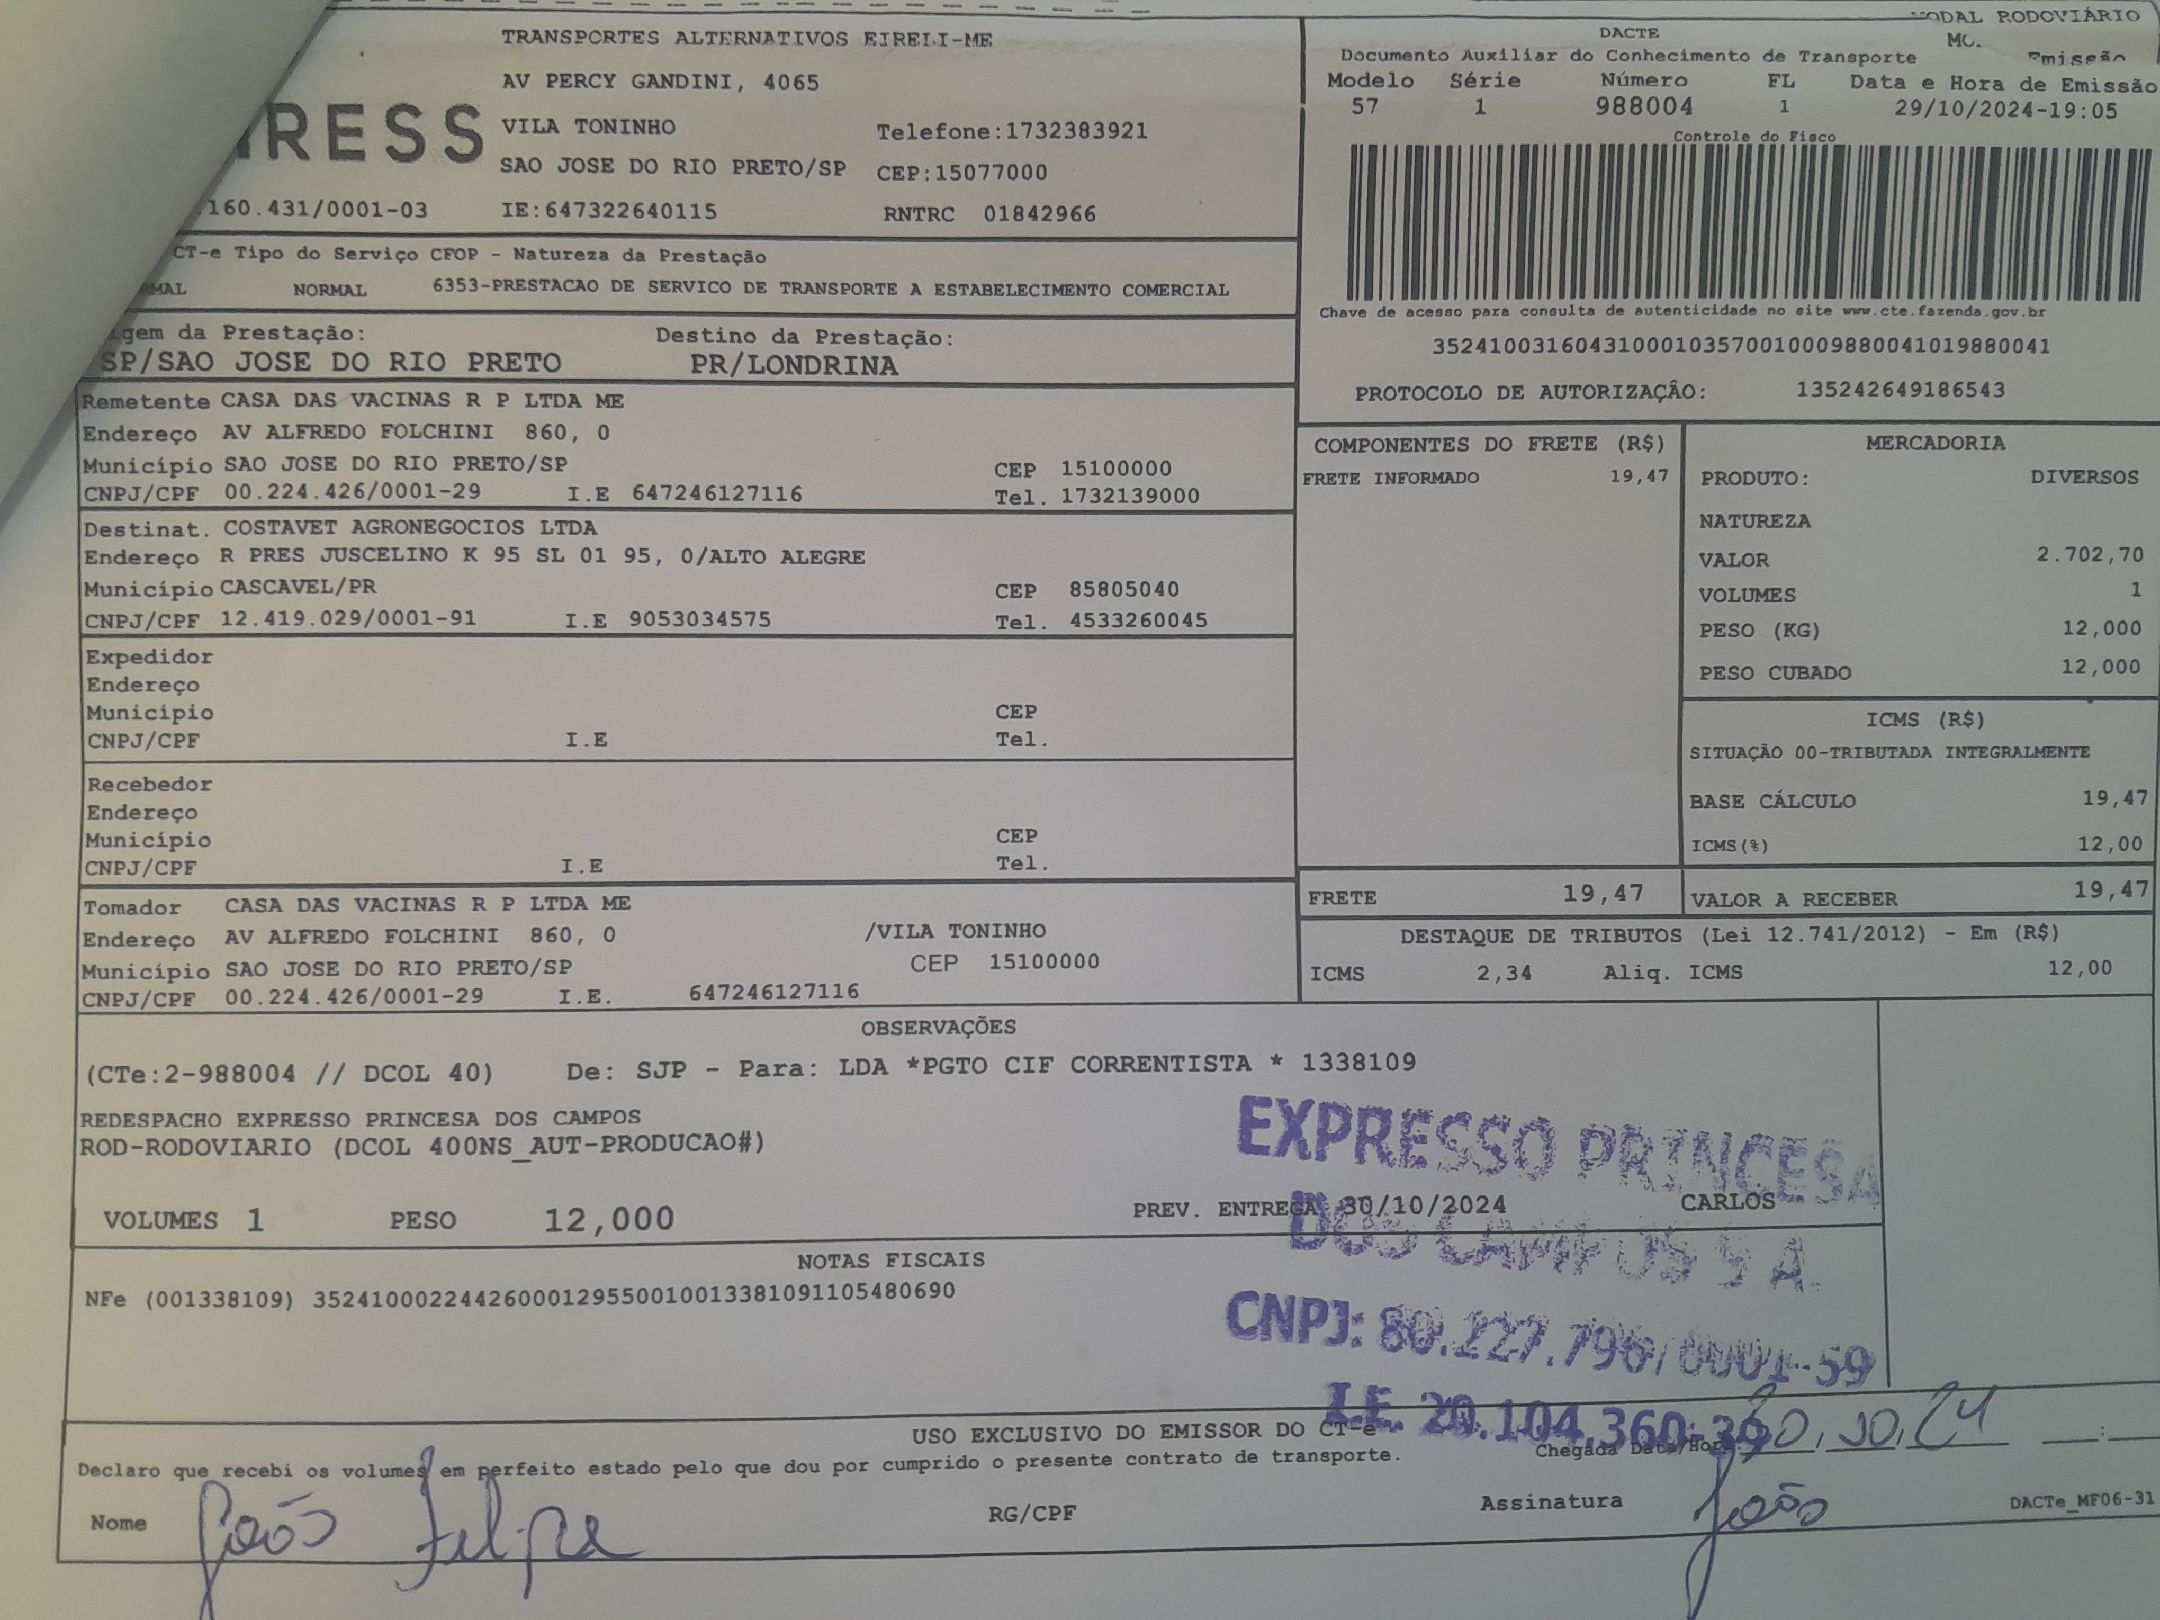 TRANSPORTES ALTERNATIVOS EIRELI-ME
AV PERCY GANDINI, 4065
RESS
VILA TONINHO Telefone:1732383921
SAO JOSE DO RIO PRETO/SP CEP:15077000
.160.431/0001-03 IE:647322640115 RNTRC 01842966
MODAL RODOVIÁRIO
DACTE
Documento Auxiliar do Conhecimento de Transporte
Emissão
Modelo Série Número FL Data e Hora de Emissão
57 1 988004 1 29/10/2024-19:05
Controle do Fisco
Chave de acesso para consulta de autenticidade no site www.cte.fazenda.gov.br
35241003160431000103570010009880041019880041
PROTOCOLO DE AUTORIZAÇÂO: 135242649186543
CT-e Tipo do Serviço CFOP - Natureza da Prestação
MAL NORMAL 6353-PRESTACAO DE SERVICO DE TRANSPORTE A ESTABELECIMENTO COMERCIAL
gem da Prestação: Destino da Prestação:
SP/SAO JOSE DO RIO PRETO PR/LONDRINA
Remetente CASA DAS VACINAS R P LTDA ME
Endereço AV ALFREDO FOLCHINI 860, 0
Município SAO JOSE DO RIO PRETO/SP CEP 15100000
CNPJ/CPF 00.224.426/0001-29 I.E 647246127116 Tel. 1732139000
Destinat. COSTAVET AGRONEGOCIOS LTDA
Endereço R PRES JUSCELINO K 95 SL 01 95, 0/ALTO ALEGRE
Município CASCAVEL/PR CEP 85805040
CNPJ/CPF 12.419.029/0001-91 I.E 9053034575 Tel. 4533260045
Expedidor
Endereço
Município CEP
CNPJ/CPF I.E Tel.
Recebedor
Endereço
Município CEP
CNPJ/CPF I.E Tel.
Tomador CASA DAS VACINAS R P LTDA ME
Endereço AV ALFREDO FOLCHINI 860, 0 /VILA TONINHO
Município SAO JOSE DO RIO PRETO/SP CEP 15100000
CNPJ/CPF 00.224.426/0001-29 I.E. 647246127116
COMPONENTES DO FRETE (R$)
FRETE INFORMADO 19,47
MERCADORIA
PRODUTO: DIVERSOS
NATUREZA
VALOR 2.702,70
VOLUMES 1
PESO (KG) 12,000
PESO CUBADO 12,000
ICMS (R$)
SITUAÇÃO 00-TRIBUTADA INTEGRALMENTE
BASE CÁLCULO 19,47
ICMS(%) 12,00
FRETE 19,47 VALOR A RECEBER 19,47
DESTAQUE DE TRIBUTOS (Lei 12.741/2012) - Em (R$)
ICMS 2,34 Aliq. ICMS 12,00
OBSERVAÇÕES
(CTe:2-988004 // DCOL 40) De: SJP - Para: LDA *PGTO CIF CORRENTISTA * 1338109
REDESPACHO EXPRESSO PRINCESA DOS CAMPOS
ROD-RODOVIARIO (DCOL 400NS_AUT-PRODUCAO#)
VOLUMES 1 PESO 12,000 PREV. ENTREGA 30/10/2024 CARLOS
NOTAS FISCAIS
NFe (001338109) 35241000224426000129550010013381091105480690
EXPRESSO PRINCESA
DOS CAMPOS S A.
CNPJ: 80.227.796/0001-59
I.E. 20.104.360-39
USO EXCLUSIVO DO EMISSOR DO CT-e
Chegada Data/Hora 30.10.24 :
Declaro que recebi os volumes em perfeito estado pelo que dou por cumprido o presente contrato de transporte.
Nome João Felipe RG/CPF Assinatura João DACTe_MF06-31